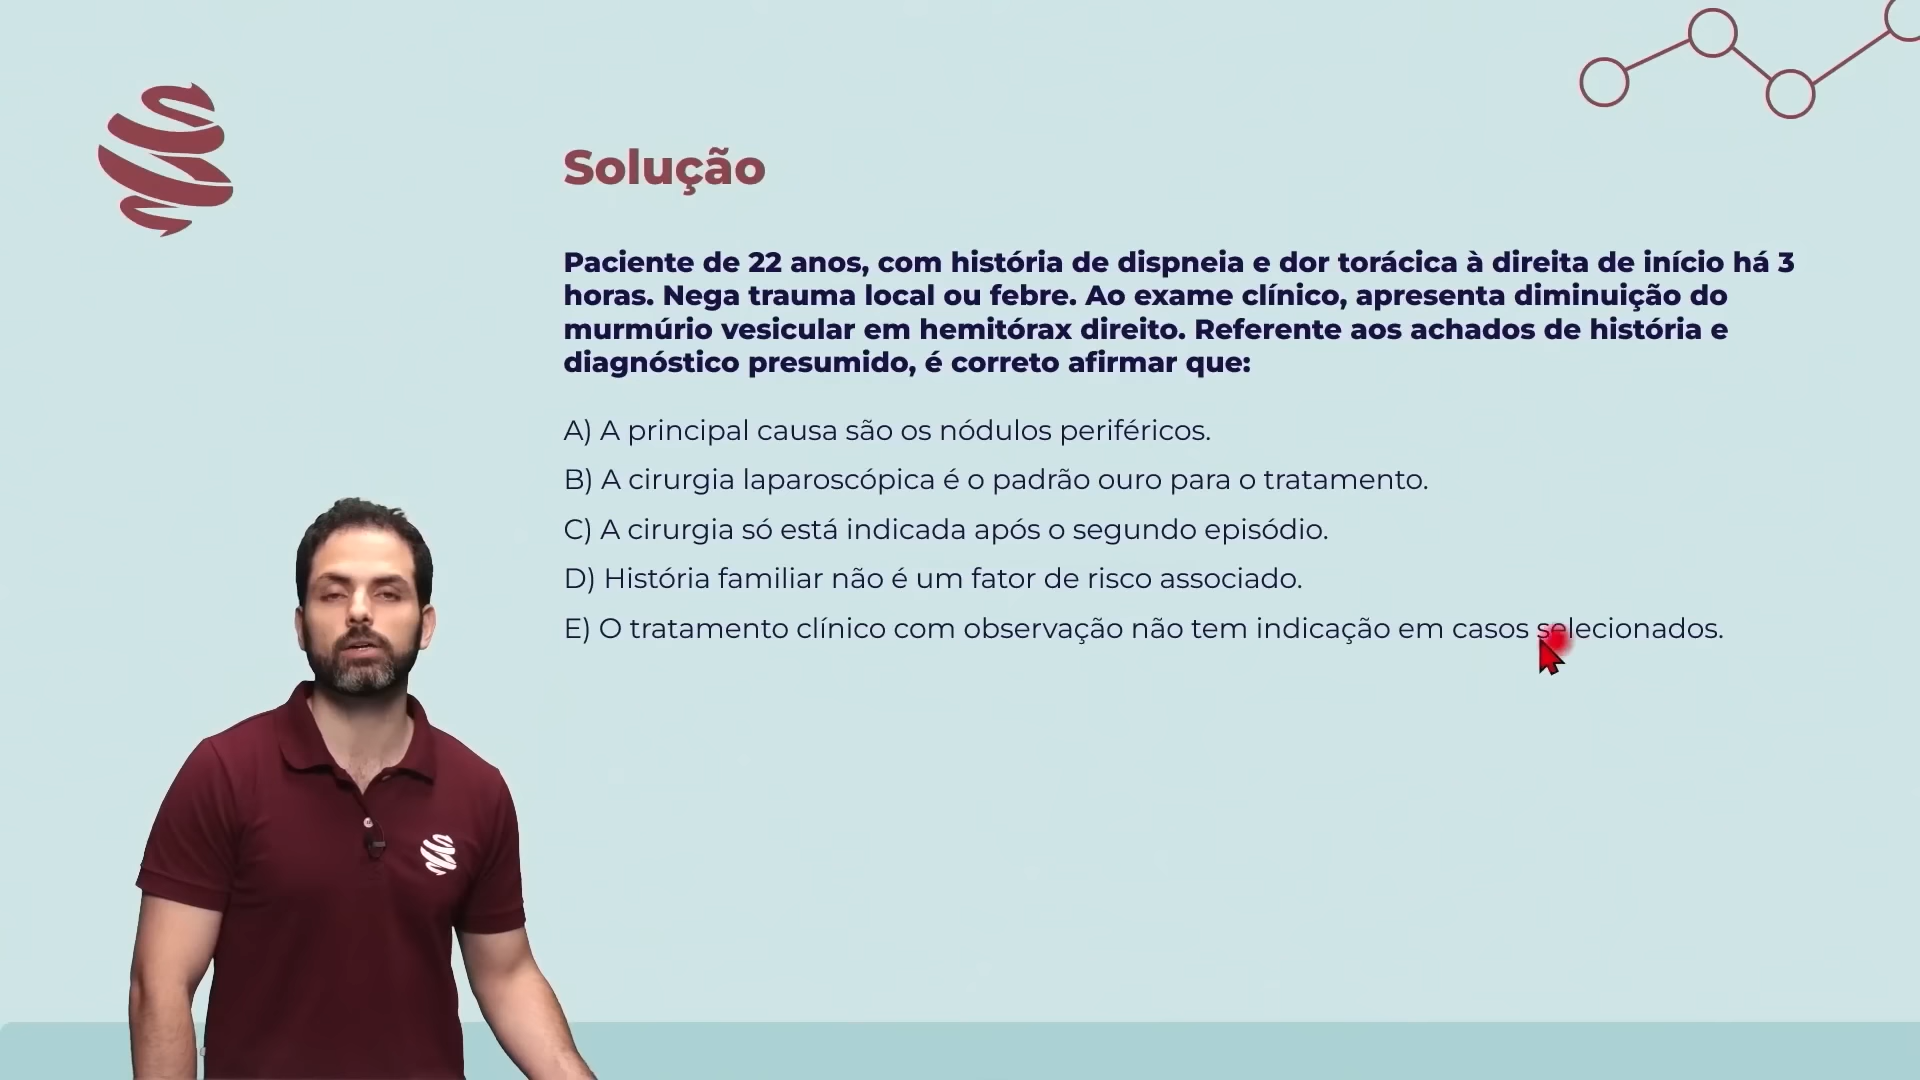 Solução
Paciente de 22 anos, com história de dispneia e dor torácica à direita de início há 3
horas. Nega trauma local ou febre. Ao exame clínico, apresenta diminuição do
murmúrio vesicular em hemitórax direito. Referente aos achados de história e
diagnóstico presumido, é correto afirmar que:
A) A principal causa são os nódulos periféricos.
B) A cirurgia laparoscópica é o padrão ouro para o tratamento.
C) A cirurgia só está indicada após o segundo episódio.
D) História familiar não é um fator de risco associado.
E) O tratamento clínico com observação não tem indicação em casos selecionados.